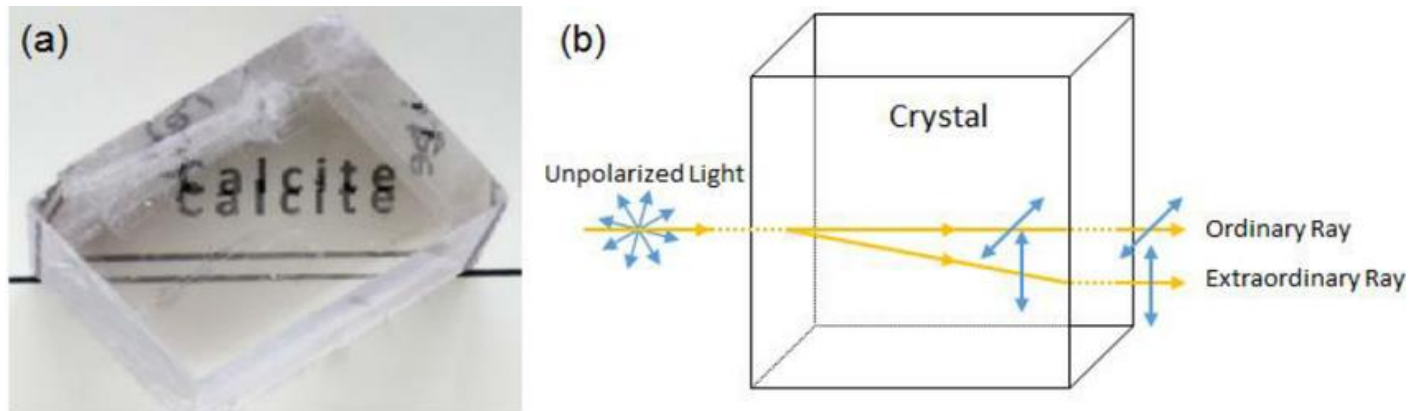 (a)
Calcite
Calcite
(b)
Crystal
Unpolarized Light
Ordinary Ray
Extraordinary Ray